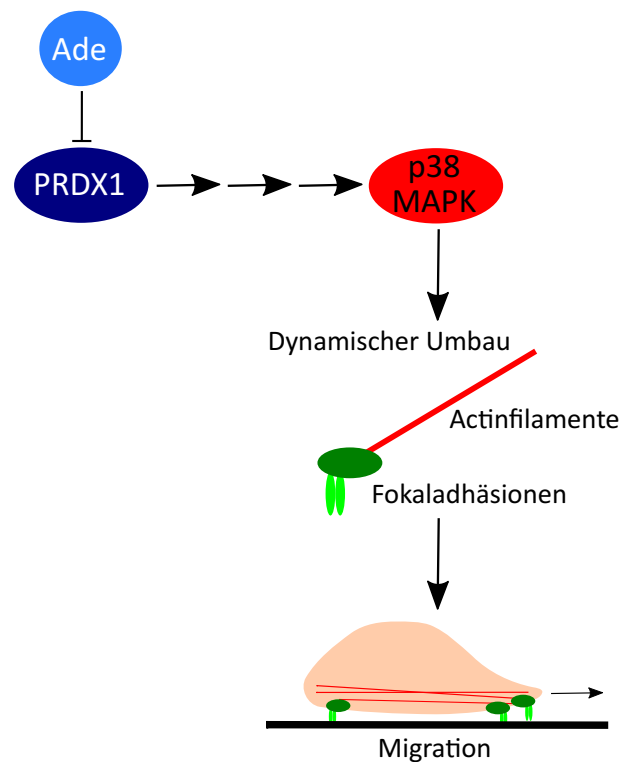 Ade
PRDX1
p38
MAPK
Dynamischer Umbau
Actinfilamente
Fokaladhäsionen
Migration